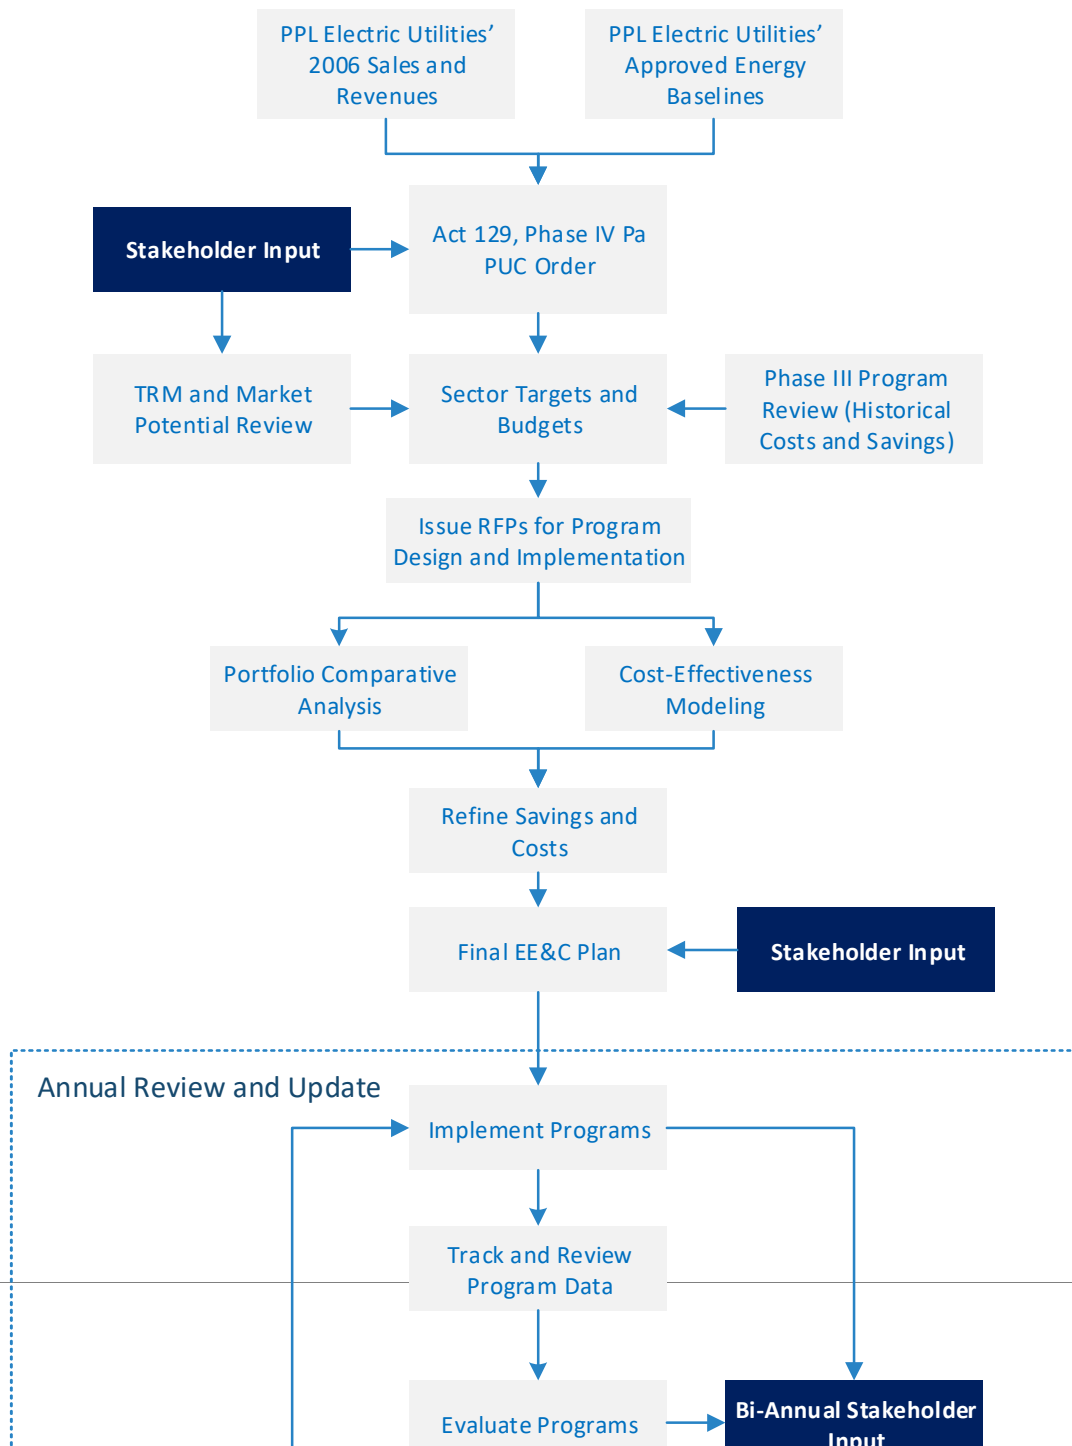 PPL Electric Utilities’
2006 Sales and
Revenues
PPL Electric Utilities’
Approved Energy
Baselines
Stakeholder Input
Act 129, Phase IV Pa
PUC Order
TRM and Market
Potential Review
Sector Targets and
Budgets
Phase III Program
Review (Historical
Costs and Savings)
Issue RFPs for Program
Design and Implementation
Portfolio Comparative
Analysis
Cost-Effectiveness
Modeling
Refine Savings and
Costs
Final EE&C Plan
Stakeholder Input
Annual Review and Update
Implement Programs
Track and Review
Program Data
Evaluate Programs
Bi-Annual Stakeholder
Input